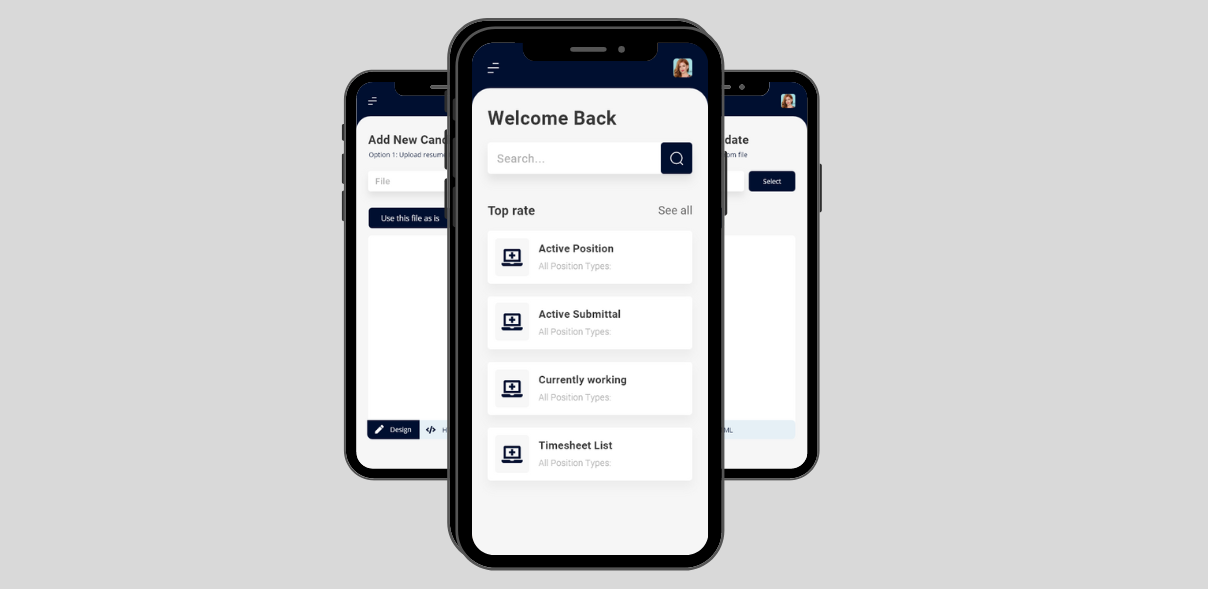 Welcome Back
Search...
Top rate
See all
Active Position
All Position Types:
Active Submittal
All Position Types:
Currently working
All Position Types:
Timesheet List
All Position Types:
Add New Cand
Option 1: Upload resume
File
Use this file as is
Design
H
date
om file
Select
ML